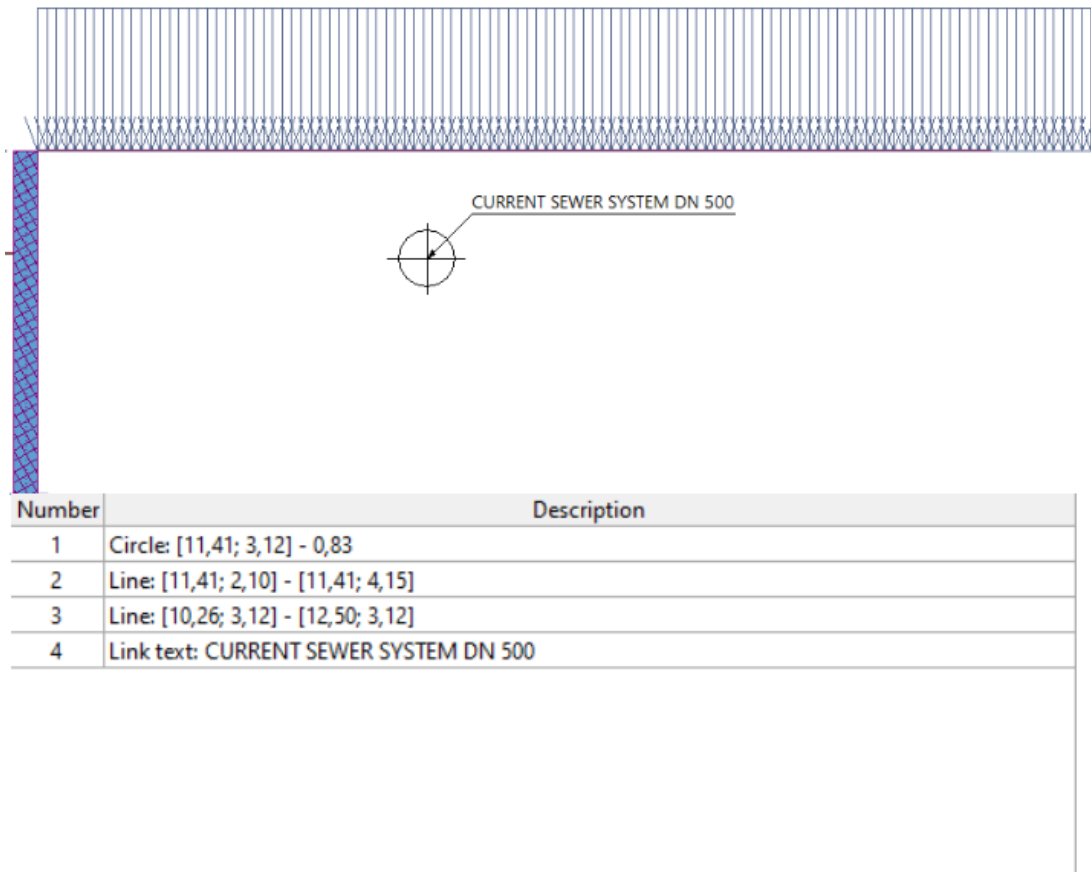 CURRENT SEWER SYSTEM DN 500
Number Description
1 Circle: [11,41; 3,12] - 0,83
2 Line: [11,41; 2,10] - [11,41; 4,15]
3 Line: [10,26; 3,12] - [12,50; 3,12]
4 Link text: CURRENT SEWER SYSTEM DN 500